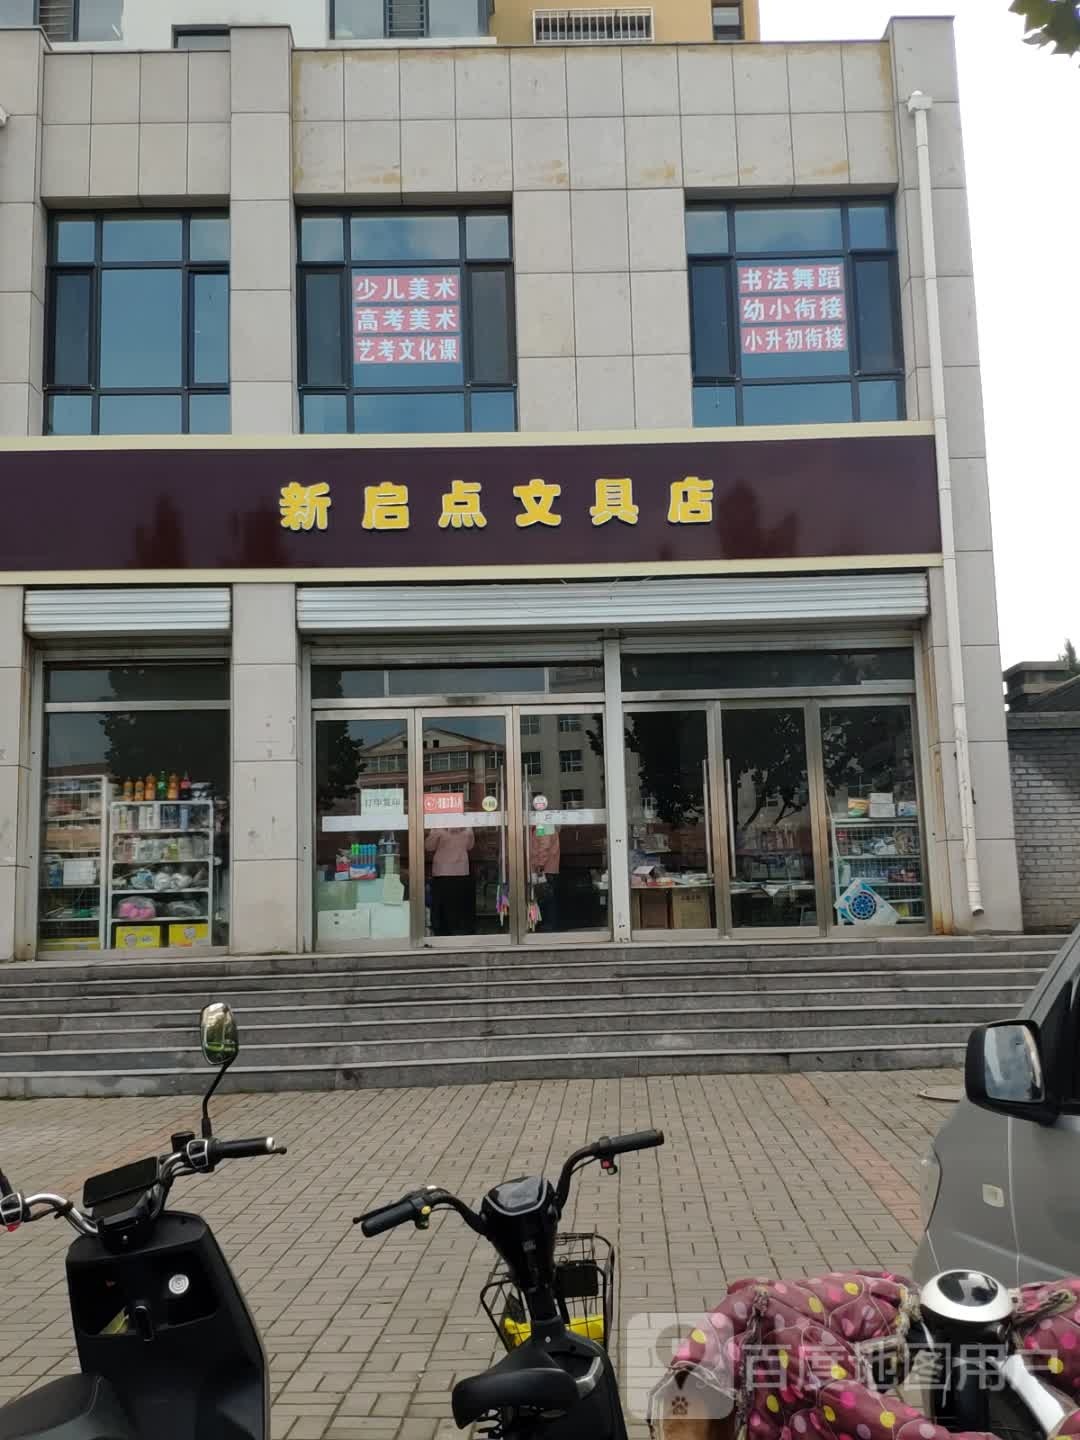 少儿美术
高考美术
艺考文化课
书法舞蹈
幼小衔接
小升初衔接
新启点文具店
打印复印
百度地图用户